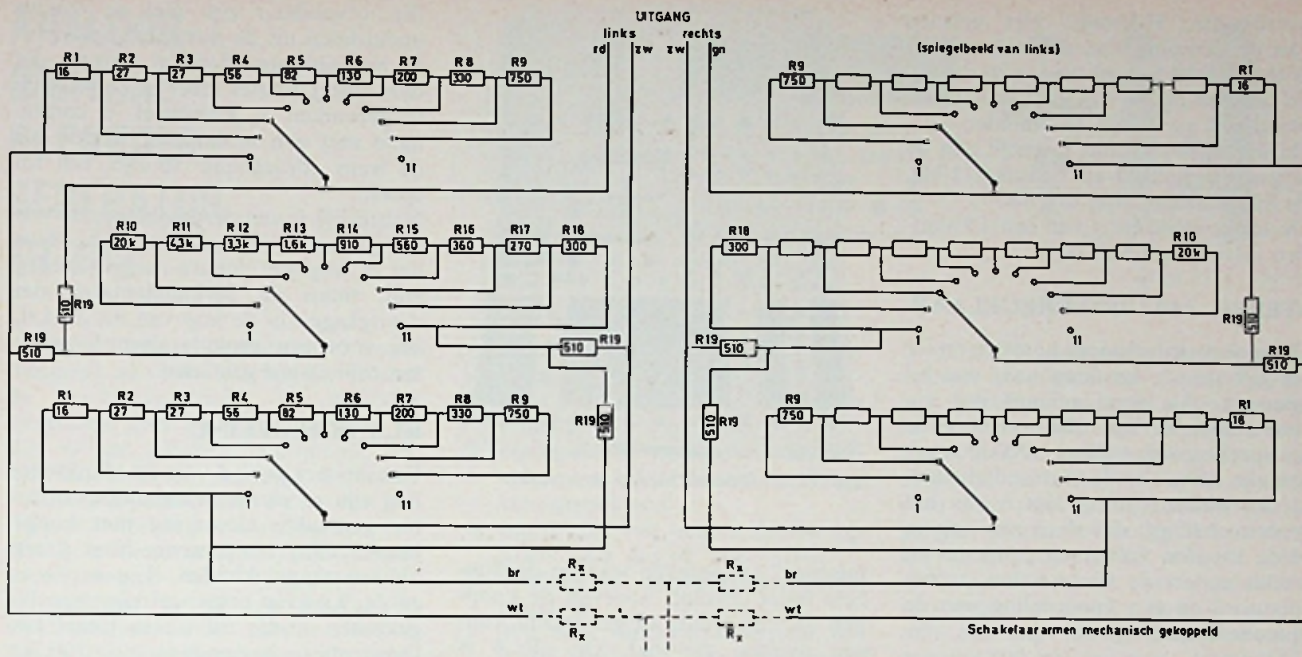 UITGANG
links rechts
rd zw zw gn
(spiegelbeeld van links)
R1 R2 R3 R4 R5 R6 R7 R8 R9
16 27 27 56 82 130 200 330 750
1 11
R9 R1
750 16
1 11
R10 R11 R12 R13 R14 R15 R16 R17 R18
20k 4,3k 3,3k 1,6k 910 560 360 270 300
1 11
R18 R10
300 20k
1 11
R19 510
R19 510
R19 510
R19 510
R19 510
R19 510
R19 510
R19 510
R1 R2 R3 R4 R5 R6 R7 R8 R9
16 27 27 56 82 130 200 330 750
1 11
R9 R1
750 16
1 11
br Rx Rx br
wt Rx Rx wt
Schakelaararmen mechanisch gekoppeld